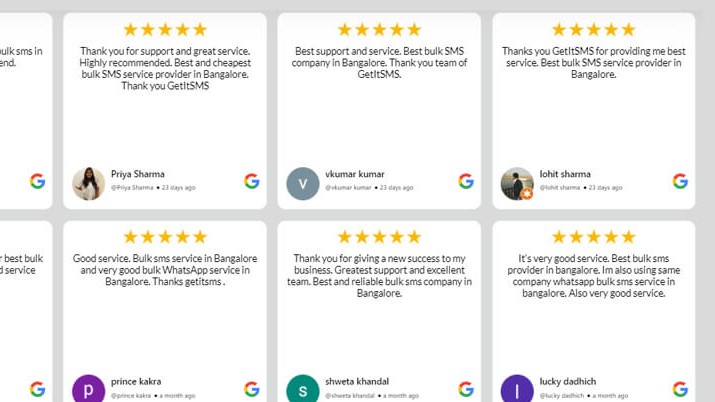 ulk sms in
end.
Thank you for support and great service.
Highly recommended. Best and cheapest
bulk SMS service provider in Bangalore.
Thank you GetItSMS
Priya Sharma
@Priya Sharma • 23 days ago
Best support and service. Best bulk SMS
company in Bangalore. Thank you team of
GetItSMS.
V
vkumar kumar
@vkumar kumar • 23 days ago
Thanks you GetItSMS for providing me best
service. Best bulk SMS service provider in
Bangalore.
lohit sharma
@lohit sharma • 23 days ago
r best bulk
d service
Good service. Bulk sms service in Bangalore
and very good bulk WhatsApp service in
Bangalore. Thanks getitsms .
p
prince kakra
@prince kakra • a month ago
Thank you for giving a new success to my
business. Greatest support and excellent
team. Best and reliable bulk sms company in
Bangalore.
s
shweta khandal
@shweta khandal • a month ago
It's very good service. Best bulk sms
provider in bangalore. Im also using same
company whatsapp bulk sms service in
bangalore. Also very good service.
l
lucky dadhich
@lucky dadhich • a month ago